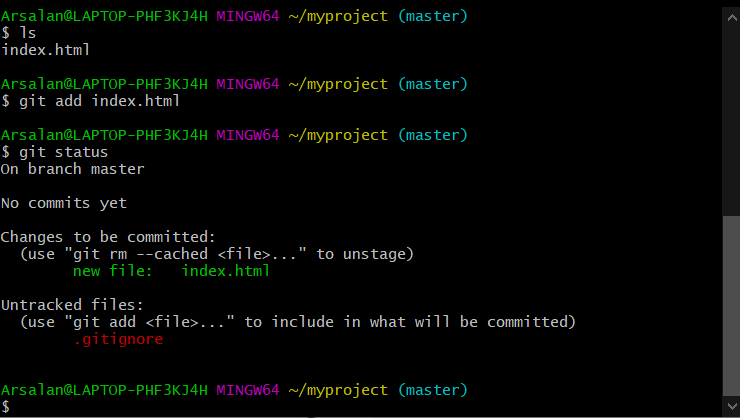 Arsalan@LAPTOP-PHF3KJ4H MINGW64 ~/myproject (master)
$ ls
index.html
Arsalan@LAPTOP-PHF3KJ4H MINGW64 ~/myproject (master)
$ git add index.html
Arsalan@LAPTOP-PHF3KJ4H MINGW64 ~/myproject (master)
$ git status
On branch master
No commits yet
Changes to be committed:
  (use "git rm --cached <file>..." to unstage)
        new file:   index.html
Untracked files:
  (use "git add <file>..." to include in what will be committed)
        .gitignore
Arsalan@LAPTOP-PHF3KJ4H MINGW64 ~/myproject (master)
$